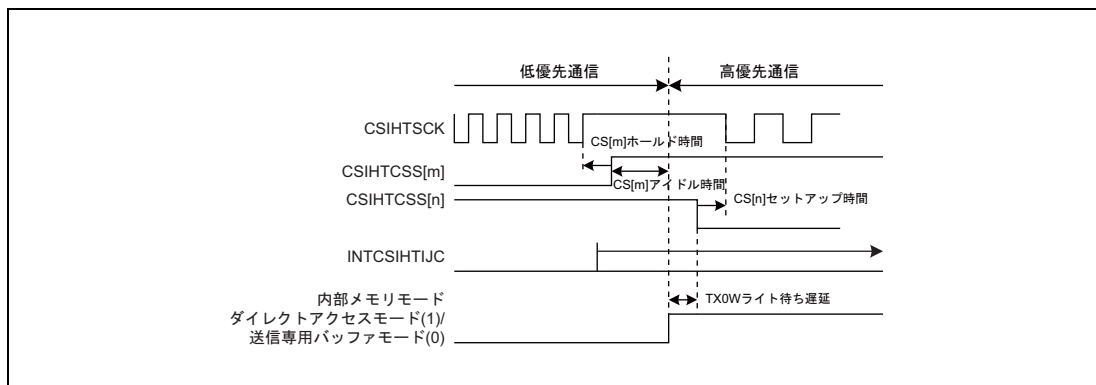 低優先通信
高優先通信
CSIHTSCK
CS[m]ホールド時間
CSIHTCSS[m]
CS[m]アイドル時間
CSIHTCSS[n]
CS[n]セットアップ時間
INTCSIHTIJC
内部メモリモード
TX0Wライト待ち遅延
ダイレクトアクセスモード(1)/
送信専用バッファモード(0)